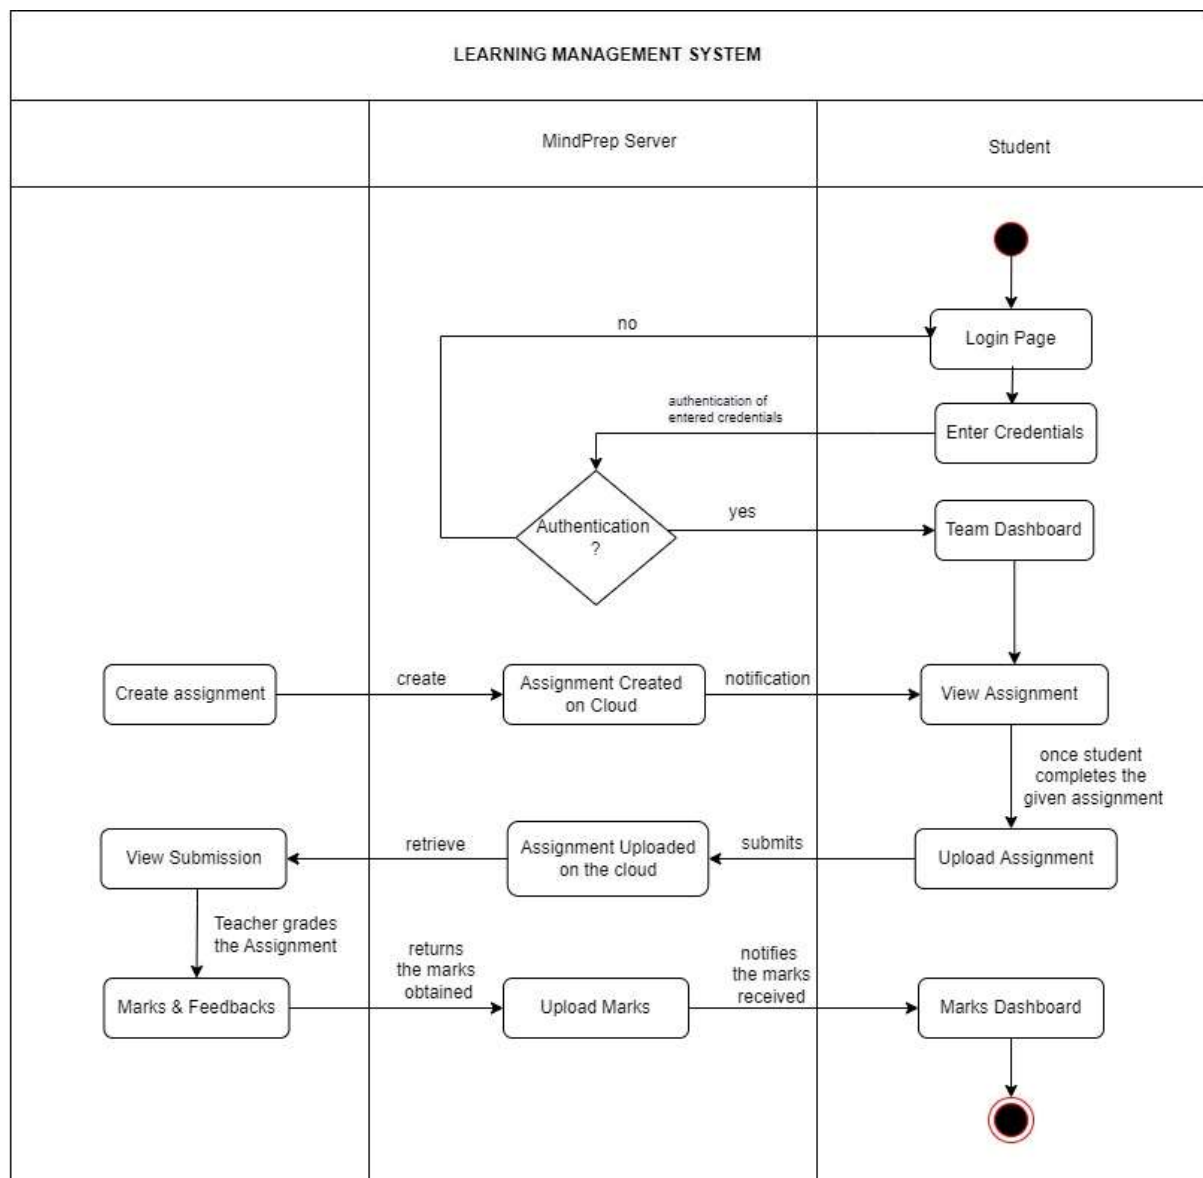 LEARNING MANAGEMENT SYSTEM
MindPrep Server
Student
no
Login Page
authentication of
entered credentials
Enter Credentials
Authentication
?
yes
Team Dashboard
Create assignment
create
Assignment Created
on Cloud
notification
View Assignment
once student
completes the
given assignment
View Submission
retrieve
Assignment Uploaded
on the cloud
submits
Upload Assignment
Teacher grades
the Assignment
Marks & Feedbacks
returns
the marks
obtained
Upload Marks
notifies
the marks
received
Marks Dashboard